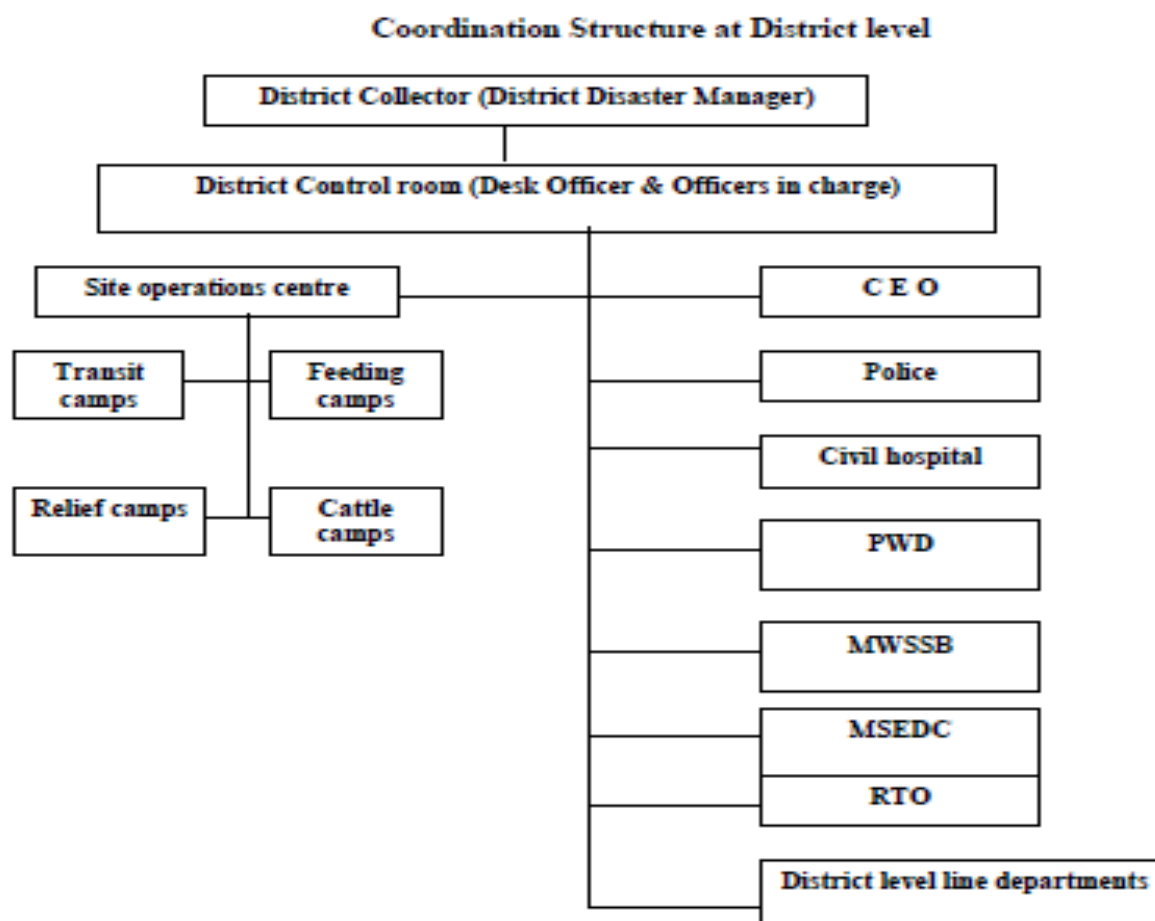 Coordination Structure at District level
District Collector (District Disaster Manager)
District Control room (Desk Officer & Officers in charge)
Site operations centre
C E O
Transit
camps
Feeding
camps
Police
Civil hospital
Relief camps
Cattle
camps
PWD
MWSSB
MSEDC
RTO
District level line departments